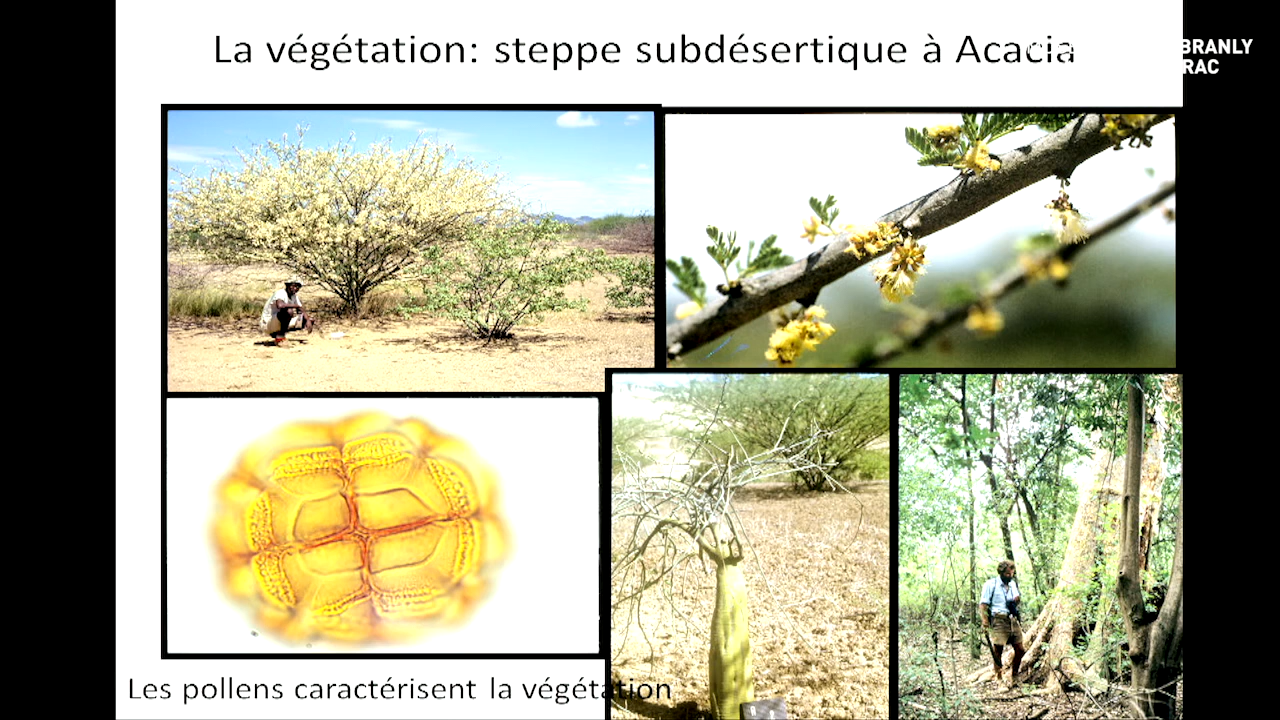 La végétation: steppe subdésertique à Acacia
BRANLY
RAC
Les pollens caractérisent la végétation